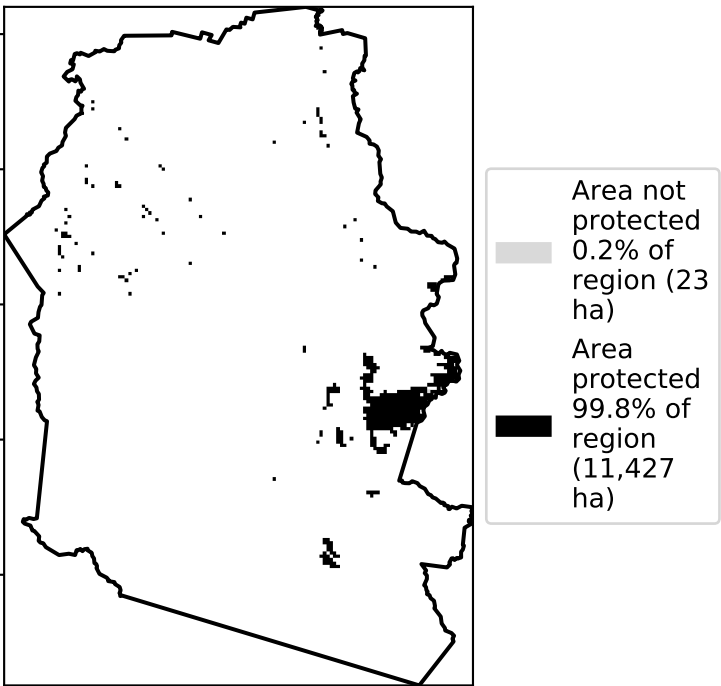 Area not
protected
0.2% of
region (23
ha)
Area
protected
99.8% of
region
(11,427
ha)